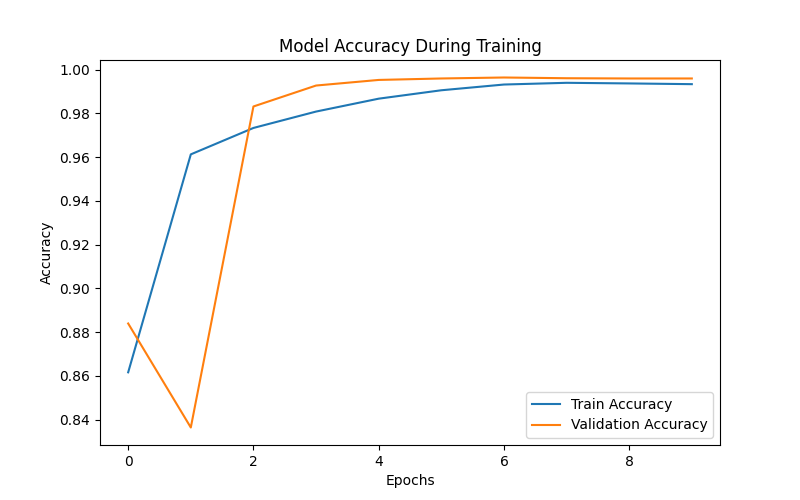 Model Accuracy During Training
Accuracy
1.00
0.98
0.96
0.94
0.92
0.90
0.88
0.86
0.84
Train Accuracy
Validation Accuracy
0 2 4 6 8
Epochs